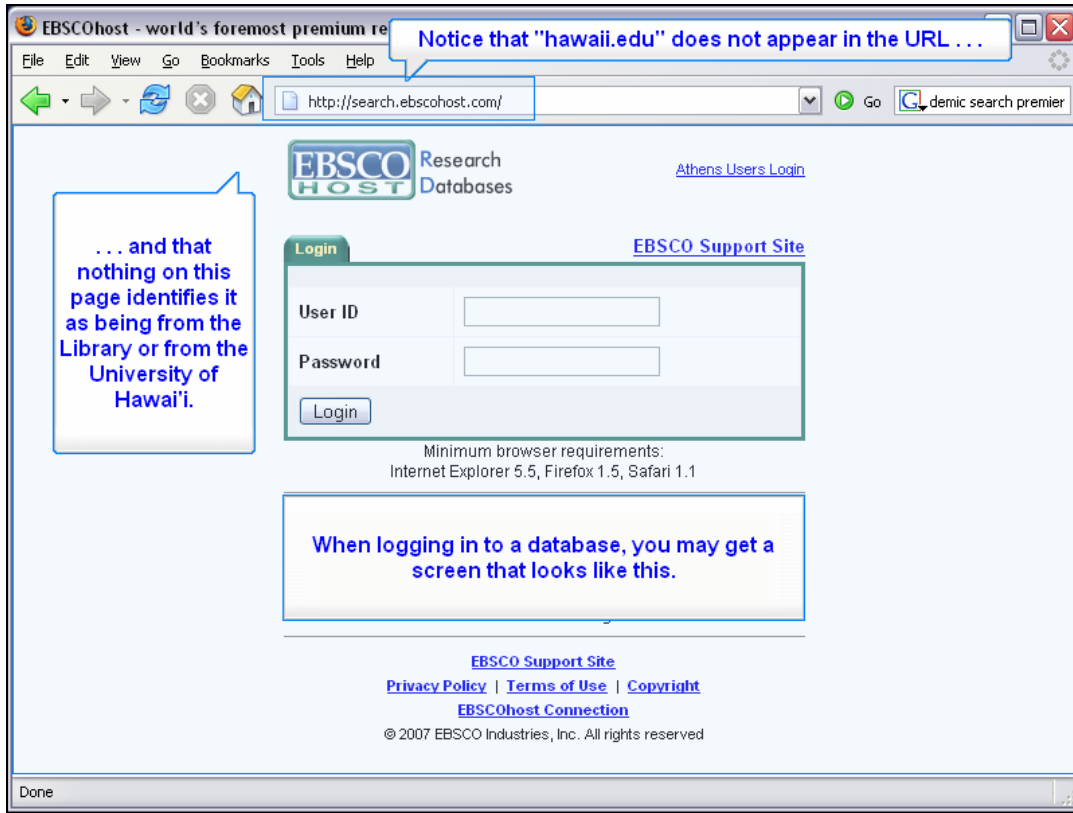 EBSCOhost - world's foremost premium re
Notice that "hawaii.edu" does not appear in the URL . . .
File Edit View Go Bookmarks Tools Help
http://search.ebscohost.com/
Go
G demic search premier
EBSCO
HOST
Research
Databases
Athens Users Login
. . . and that
nothing on this
page identifies it
as being from the
Library or from the
University of
Hawai'i.
Login
EBSCO Support Site
User ID
Password
Login
Minimum browser requirements:
Internet Explorer 5.5, Firefox 1.5, Safari 1.1
When logging in to a database, you may get a
screen that looks like this.
EBSCO Support Site
Privacy Policy | Terms of Use | Copyright
EBSCOhost Connection
© 2007 EBSCO Industries, Inc. All rights reserved
Done